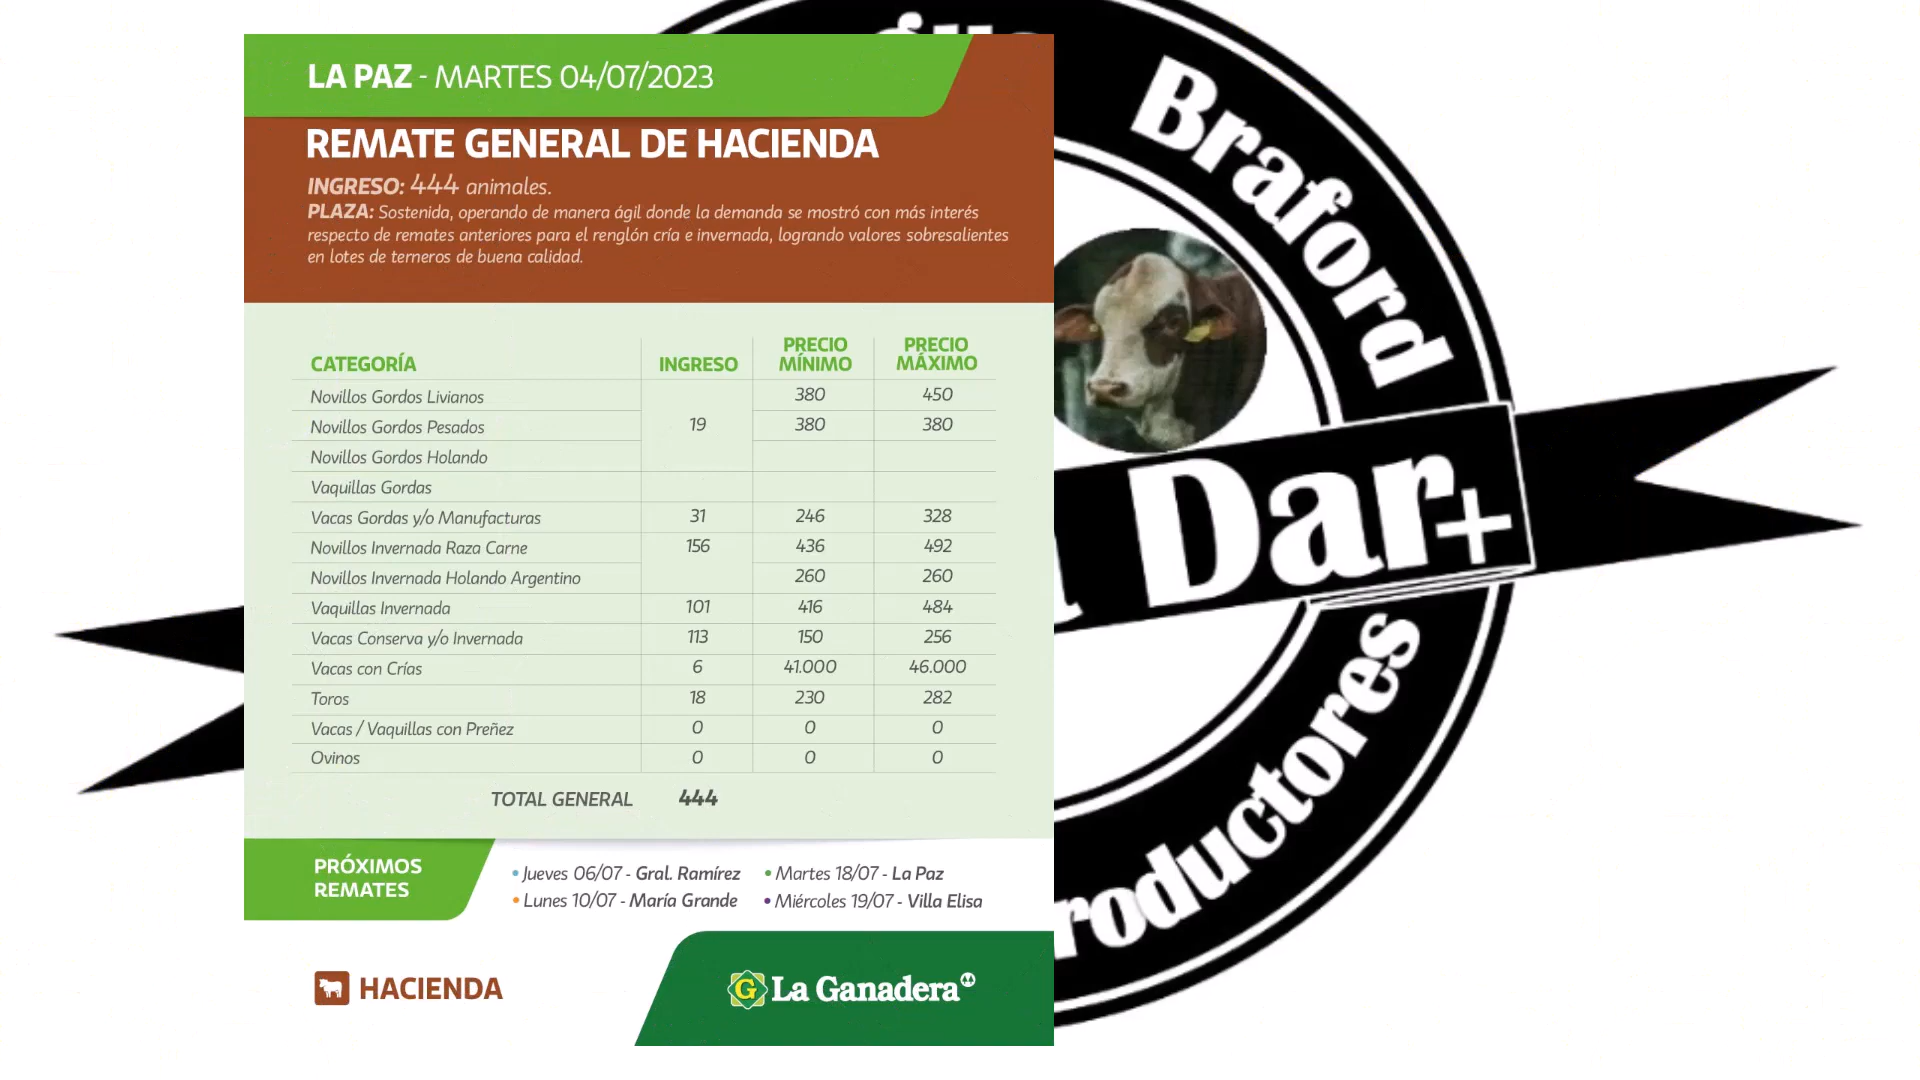 LA PAZ - MARTES 04/07/2023
REMATE GENERAL DE HACIENDA
INGRESO: 444 animales.
PLAZA: Sostenida, operando de manera ágil donde la demanda se mostró con más interés
respecto de remates anteriores para el renglón cría e invernada, logrando valores sobresalientes
en lotes de terneros de buena calidad.
CATEGORÍA INGRESO PRECIO MÍNIMO PRECIO MÁXIMO
Novillos Gordos Livianos 380 450
Novillos Gordos Pesados 19 380 380
Novillos Gordos Holando
Vaquillas Gordas
Vacas Gordas y/o Manufacturas 31 246 328
Novillos Invernada Raza Carne 156 436 492
Novillos Invernada Holando Argentino 260 260
Vaquillas Invernada 101 416 484
Vacas Conserva y/o Invernada 113 150 256
Vacas con Crías 6 41.000 46.000
Toros 18 230 282
Vacas / Vaquillas con Preñez 0 0 0
Ovinos 0 0 0
TOTAL GENERAL 444
PRÓXIMOS
REMATES
• Jueves 06/07 - Gral. Ramírez • Martes 18/07 - La Paz
• Lunes 10/07 - María Grande • Miércoles 19/07 - Villa Elisa
HACIENDA
G La Ganadera
Braford
Dar+
roductores